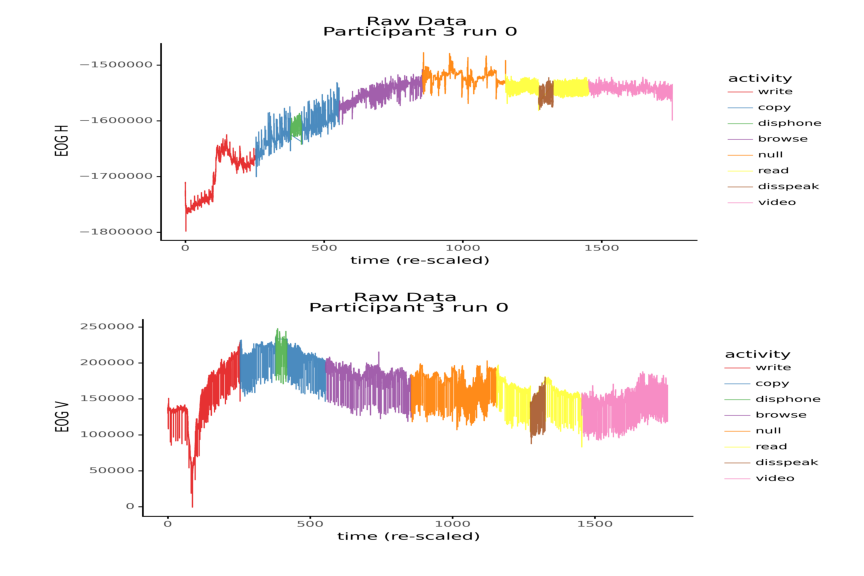 Raw Data
Participant 3 run 0
−1500000
−1600000
−1700000
−1800000
EOG H
0
500
1000
1500
time (re-scaled)
activity
write
copy
disphone
browse
null
read
disspeak
video
Raw Data
Participant 3 run 0
250000
200000
150000
100000
50000
0
EOG V
0
500
1000
1500
time (re-scaled)
activity
write
copy
disphone
browse
null
read
disspeak
video